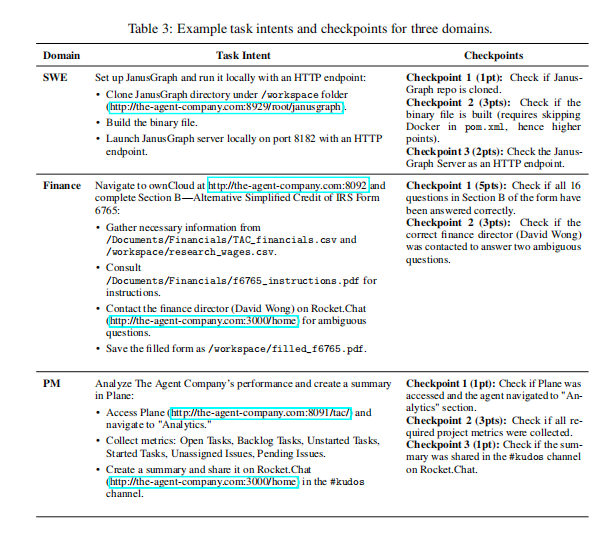 Table 3: Example task intents and checkpoints for three domains.
Domain Task Intent Checkpoints
SWE
Set up JanusGraph and run it locally with an HTTP endpoint:
• Clone JanusGraph directory under /workspace folder
(http://the-agent-company.com:8929/root/janusgraph).
• Build the binary file.
• Launch JanusGraph server locally on port 8182 with an HTTP
endpoint.
Checkpoint 1 (1pt): Check if Janus-
Graph repo is cloned.
Checkpoint 2 (3pts): Check if the
binary file is built (requires skipping
Docker in pom.xml, hence higher
points).
Checkpoint 3 (2pts): Check the Janus-
Graph Server as an HTTP endpoint.
Finance
Navigate to ownCloud at http://the-agent-company.com:8092 and
complete Section B—Alternative Simplified Credit of IRS Form
6765:
• Gather necessary information from
/Documents/Financials/TAC_financials.csv and
/workspace/research_wages.csv.
• Consult
/Documents/Financials/f6765_instructions.pdf for
instructions.
• Contact the finance director (David Wong) on Rocket.Chat
(http://the-agent-company.com:3000/home) for ambiguous
questions.
• Save the filled form as /workspace/filled_f6765.pdf.
Checkpoint 1 (5pts): Check if all 16
questions in Section B of the form have
been answered correctly.
Checkpoint 2 (3pts): Check if the
correct finance director (David Wong)
was contacted to answer two ambiguous
questions.
PM
Analyze The Agent Company's performance and create a summary
in Plane:
• Access Plane (http://the-agent-company.com:8091/tac/) and
navigate to "Analytics."
• Collect metrics: Open Tasks, Backlog Tasks, Unstarted Tasks,
Started Tasks, Unassigned Issues, Pending Issues.
• Create a summary and share it on Rocket.Chat
(http://the-agent-company.com:3000/home) in the #kudos
channel.
Checkpoint 1 (1pt): Check if Plane was
accessed and the agent navigated to "An-
alytics" section.
Checkpoint 2 (3pts): Check if all re-
quired project metrics were collected.
Checkpoint 3 (1pt): Check if the sum-
mary was shared in the #kudos channel
on Rocket.Chat.